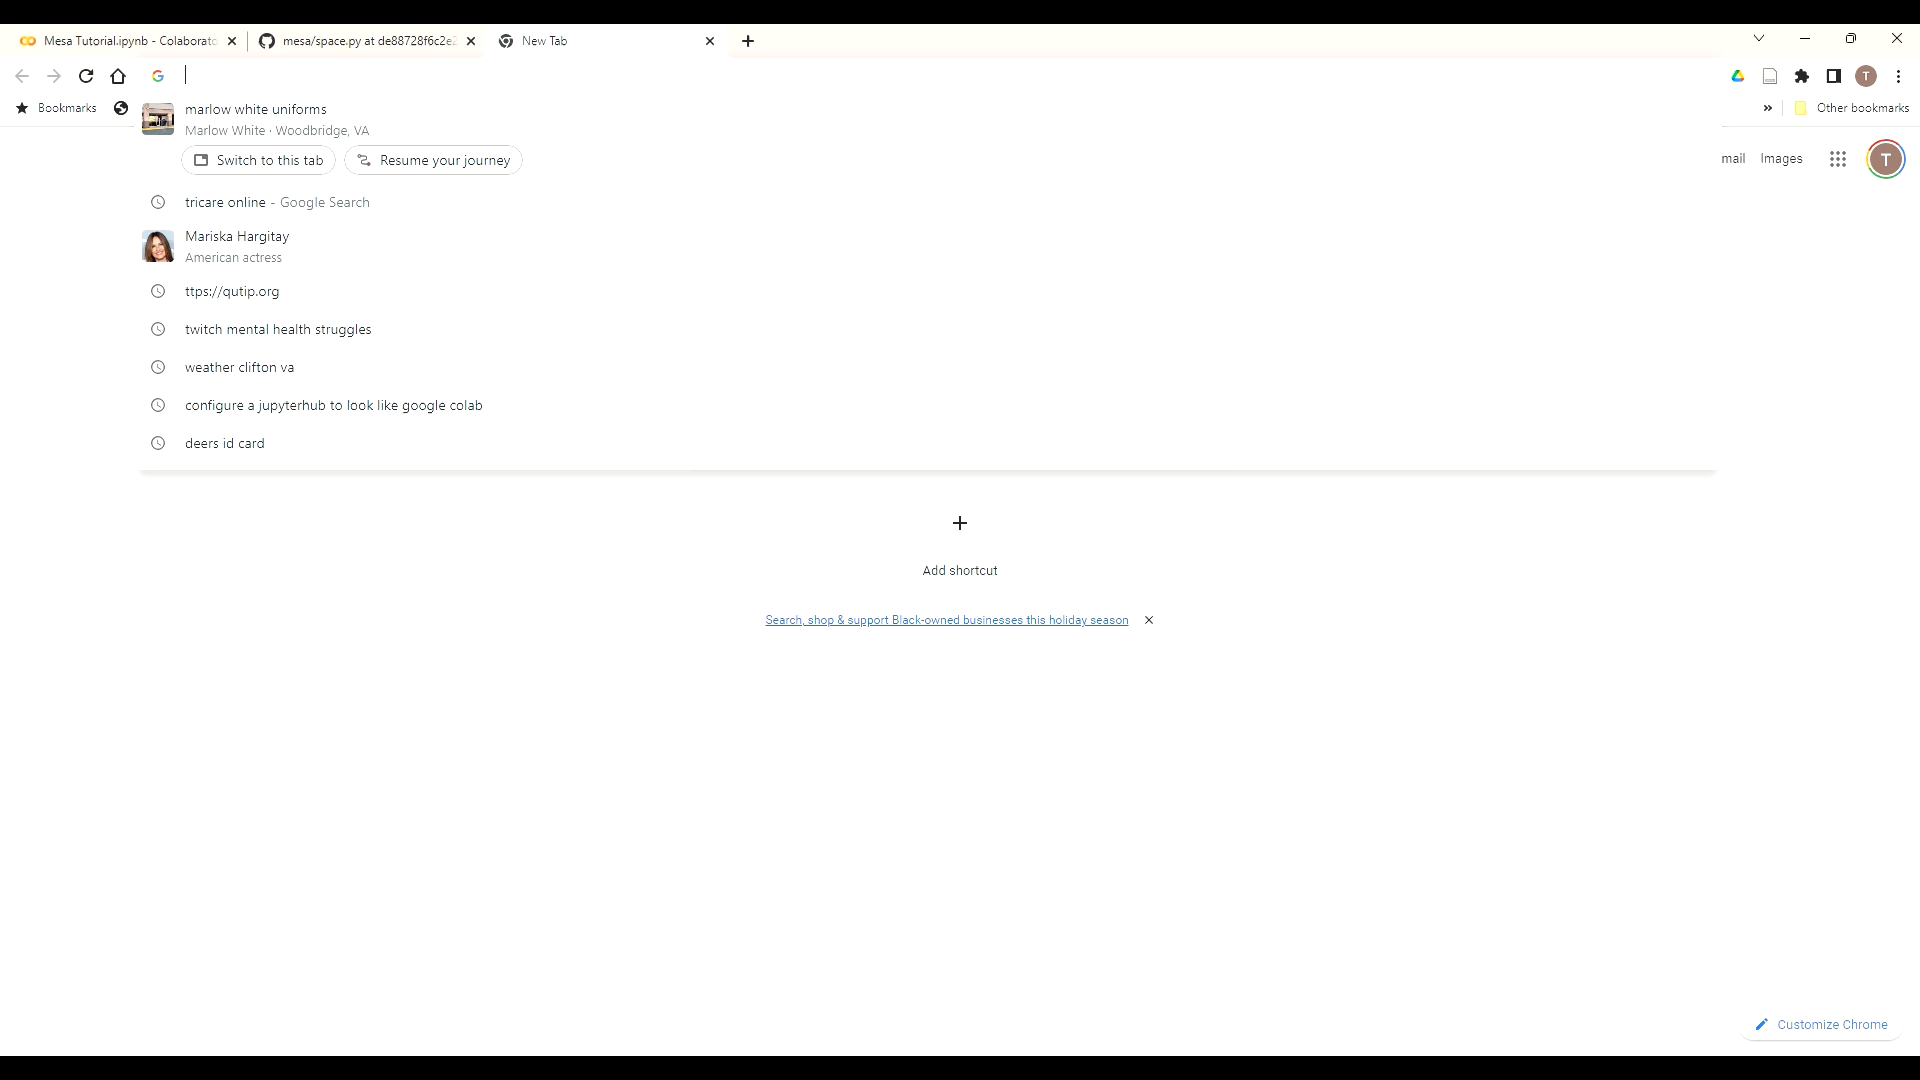 Mesa Tutorial.ipynb - Colaborato
mesa/space.py at de88728f6c2e2
New Tab
G
T
Bookmarks
Other bookmarks
marlow white uniforms
Marlow White · Woodbridge, VA
Switch to this tab
Resume your journey
mail
Images
T
tricare online - Google Search
Mariska Hargitay
American actress
ttps://qutip.org
twitch mental health struggles
weather clifton va
configure a jupyterhub to look like google colab
deers id card
Add shortcut
Search, shop & support Black-owned businesses this holiday season
Customize Chrome